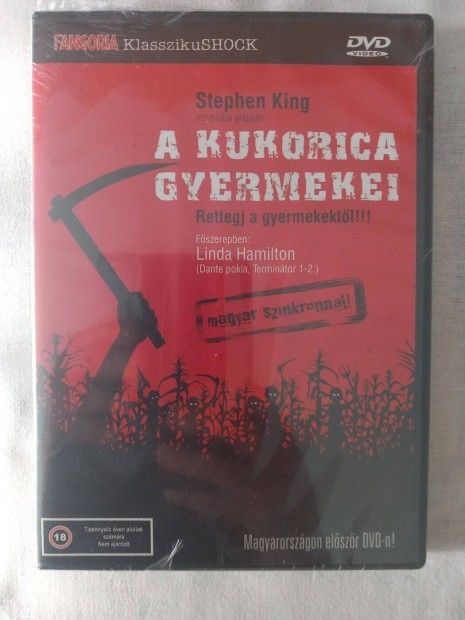 FANGORIA KlasszikuSHOCK
DVD
VIDEO
Stephen King
novellája alapján
A KUKORICA
GYERMEKEI
Rettegj a gyermekektől!!!
Főszerepben:
Linda Hamilton
(Dante pokla, Terminátor 1-2.)
magyar szinkronnal!
18
Tizennyolc éven aluliak
számára
Nem ajánlott
Magyarországon először DVD-n!